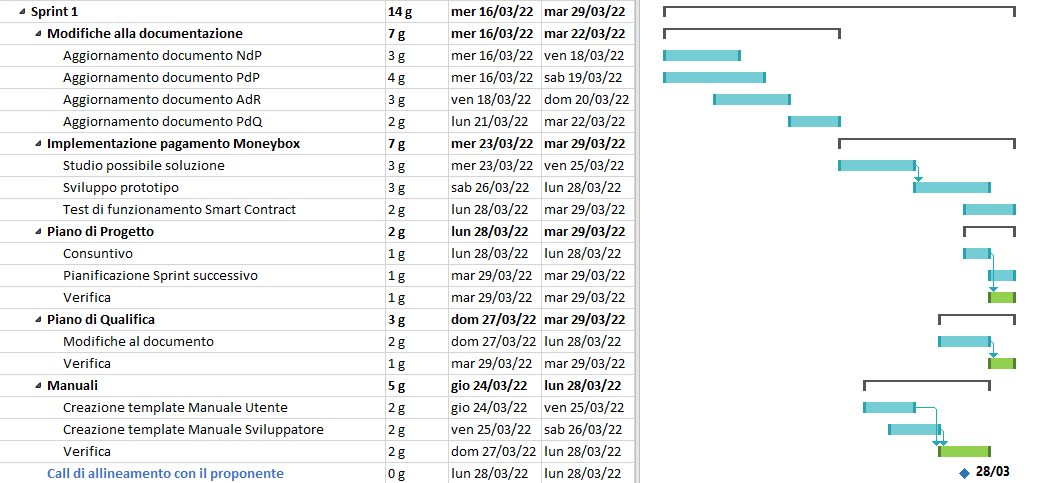 Sprint 1 14 g mer 16/03/22 mar 29/03/22
Modifiche alla documentazione 7 g mer 16/03/22 mar 22/03/22
Aggiornamento documento NdP 3 g mer 16/03/22 ven 18/03/22
Aggiornamento documento PdP 4 g mer 16/03/22 sab 19/03/22
Aggiornamento documento AdR 3 g ven 18/03/22 dom 20/03/22
Aggiornamento documento PdQ 2 g lun 21/03/22 mar 22/03/22
Implementazione pagamento Moneybox 7 g mer 23/03/22 mar 29/03/22
Studio possibile soluzione 3 g mer 23/03/22 ven 25/03/22
Sviluppo prototipo 3 g sab 26/03/22 lun 28/03/22
Test di funzionamento Smart Contract 2 g lun 28/03/22 mar 29/03/22
Piano di Progetto 2 g lun 28/03/22 mar 29/03/22
Consuntivo 1 g lun 28/03/22 lun 28/03/22
Pianificazione Sprint successivo 1 g mar 29/03/22 mar 29/03/22
Verifica 1 g mar 29/03/22 mar 29/03/22
Piano di Qualifica 3 g dom 27/03/22 mar 29/03/22
Modifiche al documento 2 g dom 27/03/22 lun 28/03/22
Verifica 1 g mar 29/03/22 mar 29/03/22
Manuali 5 g gio 24/03/22 lun 28/03/22
Creazione template Manuale Utente 2 g gio 24/03/22 ven 25/03/22
Creazione template Manuale Sviluppatore 2 g ven 25/03/22 sab 26/03/22
Verifica 2 g dom 27/03/22 lun 28/03/22
Call di allineamento con il proponente 0 g lun 28/03/22 lun 28/03/22 28/03